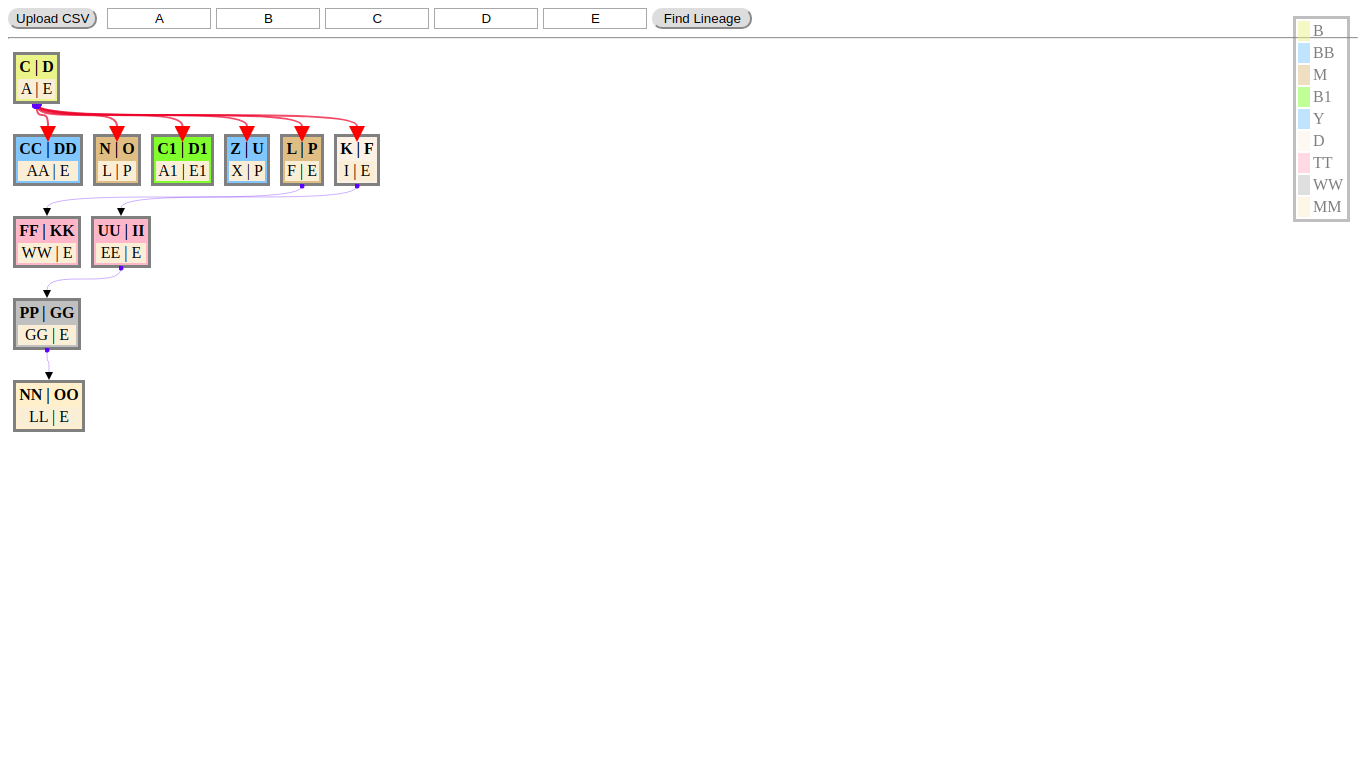 Upload CSV A B C D E Find Lineage
C | D
A | E
CC | DD N | O C1 | D1 Z | U L | P K | F
AA | E L | P A1 | E1 X | P F | E I | E
FF | KK UU | II
WW | E EE | E
PP | GG
GG | E
NN | OO
LL | E
B
BB
M
B1
Y
D
TT
WW
MM